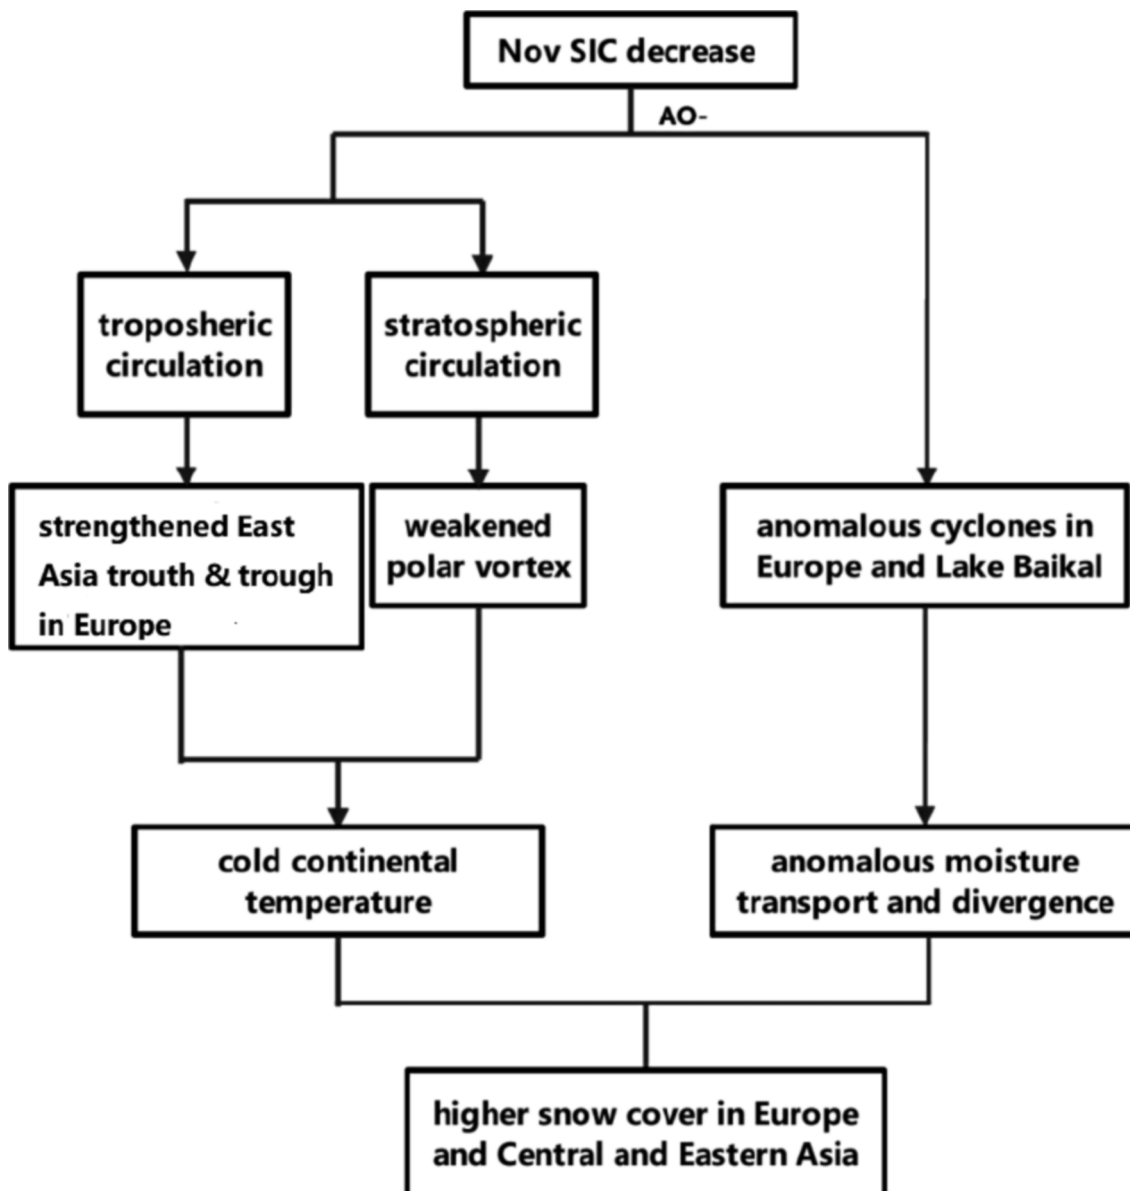 Nov SIC decrease
AO-
troposheric
circulation
stratospheric
circulation
strengthened East
Asia trouth & trough
in Europe
weakened
polar vortex
anomalous cyclones in
Europe and Lake Baikal
cold continental
temperature
anomalous moisture
transport and divergence
higher snow cover in Europe
and Central and Eastern Asia